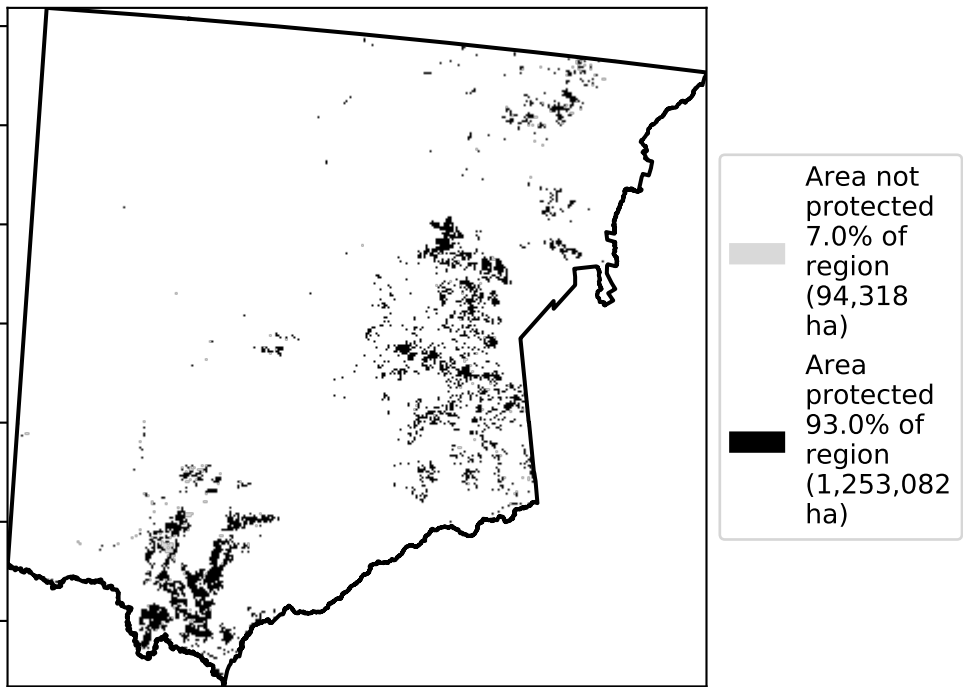 Area not
protected
7.0% of
region
(94,318
ha)
Area
protected
93.0% of
region
(1,253,082
ha)